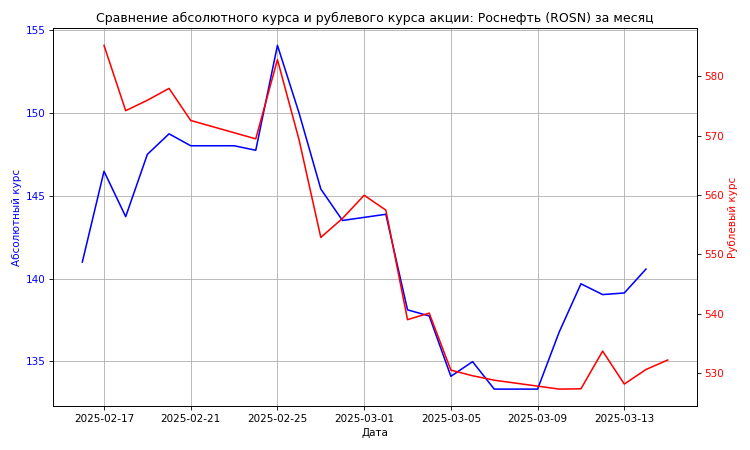 Сравнение абсолютного курса и рублевого курса акции: Роснефть (ROSN) за месяц
155
150
145
140
135
Абсолютный курс
580
570
560
550
540
530
Рублевый курс
2025-02-17 2025-02-21 2025-02-25 2025-03-01 2025-03-05 2025-03-09 2025-03-13
Дата